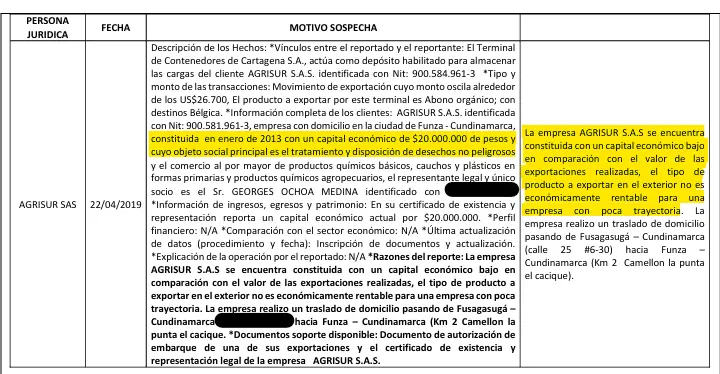 PERSONA
JURIDICA
FECHA
MOTIVO SOSPECHA
AGRISUR SAS
22/04/2019
Descripción de los Hechos: *Vínculos entre el reportado y el reportante: El Terminal
de Contenedores de Cartagena S.A., actúa como depósito habilitado para almacenar
las cargas del cliente AGRISUR S.A.S. identificada con Nit: 900.584.961-3 *Tipo y
monto de las transacciones: Movimiento de exportación cuyo monto oscila alrededor
de los US$26.700, El producto a exportar por este terminal es Abono orgánico; con
destinos Bélgica. *Información completa de los clientes: AGRISUR S.A.S. identificada
con Nit: 900.581.961-3, empresa con domicilio en la ciudad de Funza - Cundinamarca,
constituida en enero de 2013 con un capital económico de $20.000.000 de pesos y
cuyo objeto social principal es el tratamiento y disposición de desechos no peligrosos
y el comercio al por mayor de productos químicos básicos, cauchos y plásticos en
formas primarias y productos químicos agropecuarios, el representante legal y único
socio es el Sr. GEORGES OCHOA MEDINA identificado con
*Información de ingresos, egresos y patrimonio: En su certificado de existencia y
representación reporta un capital económico actual por $20.000.000. *Perfil
financiero: N/A *Comparación con el sector económico: N/A *Última actualización
de datos (procedimiento y fecha): Inscripción de documentos y actualización.
*Explicación de la operación por el reportado: N/A *Razones del reporte: La empresa
AGRISUR S.A.S se encuentra constituida con un capital económico bajo en
comparación con el valor de las exportaciones realizadas, el tipo de producto a
exportar en el exterior no es económicamente rentable para una empresa con poca
trayectoria. La empresa realizo un traslado de domicilio pasando de Fusagasugá –
Cundinamarca hacia Funza – Cundinamarca (Km 2 Camellon la
punta el cacique. *Documentos soporte disponible: Documento de autorización de
embarque de una de sus exportaciones y el certificado de existencia y
representación legal de la empresa AGRISUR S.A.S.
La empresa AGRISUR S.A.S se encuentra
constituida con un capital económico bajo
en comparación con el valor de las
exportaciones realizadas, el tipo de
producto a exportar en el exterior no es
económicamente rentable para una
empresa con poca trayectoria. La
empresa realizo un traslado de domicilio
pasando de Fusagasugá – Cundinamarca
(calle 25 #6-30) hacia Funza –
Cundinamarca (Km 2 Camellon la punta
el cacique).